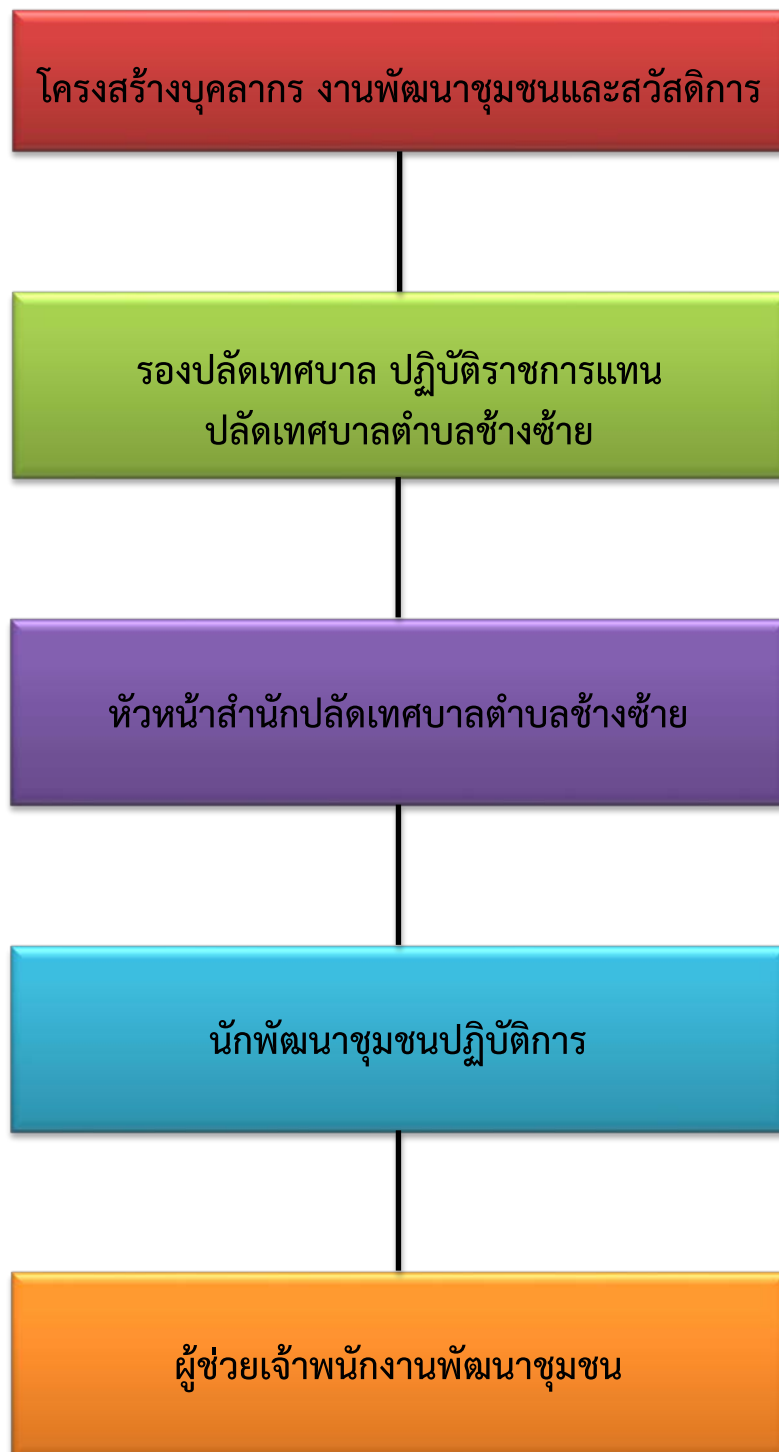 โครงสร้างบุคลากร งานพัฒนาชุมชนและสวัสดิการ
รองปลัดเทศบาล ปฏิบัติราชการแทน
ปลัดเทศบาลตำบลช้างซ้าย
หัวหน้าสำนักปลัดเทศบาลตำบลช้างซ้าย
นักพัฒนาชุมชนปฏิบัติการ
ผู้ช่วยเจ้าพนักงานพัฒนาชุมชน